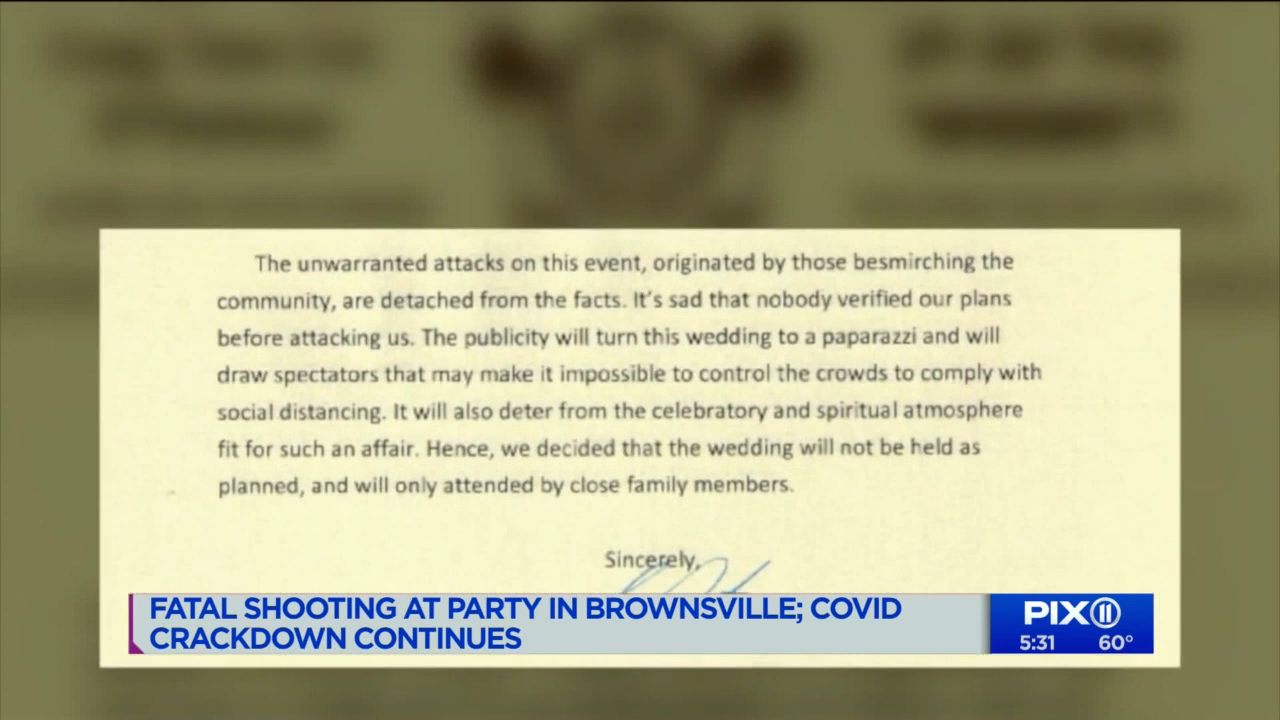 The unwarranted attacks on this event, originated by those besmirching the
community, are detached from the facts. It's sad that nobody verified our plans
before attacking us. The publicity will turn this wedding to a paparazzi and will
draw spectators that may make it impossible to control the crowds to comply with
social distancing. It will also deter from the celebratory and spiritual atmosphere
fit for such an affair. Hence, we decided that the wedding will not be held as
planned, and will only attended by close family members.
Sincerely,
FATAL SHOOTING AT PARTY IN BROWNSVILLE; COVID
CRACKDOWN CONTINUES
PIX11
5:31 60°